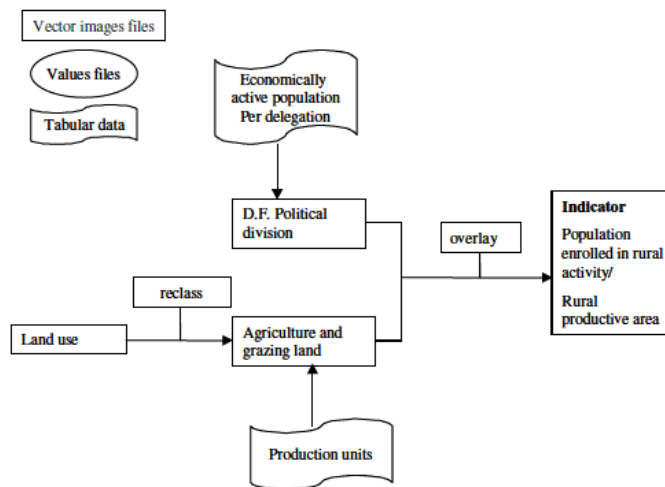 Vector images files
Values files
Tabular data
Economically
active population
Per delegation
D.F. Political
division
overlay
Indicator
Population
enrolled in rural
activity/
Rural
productive area
reclass
Land use
Agriculture and
grazing land
Production units